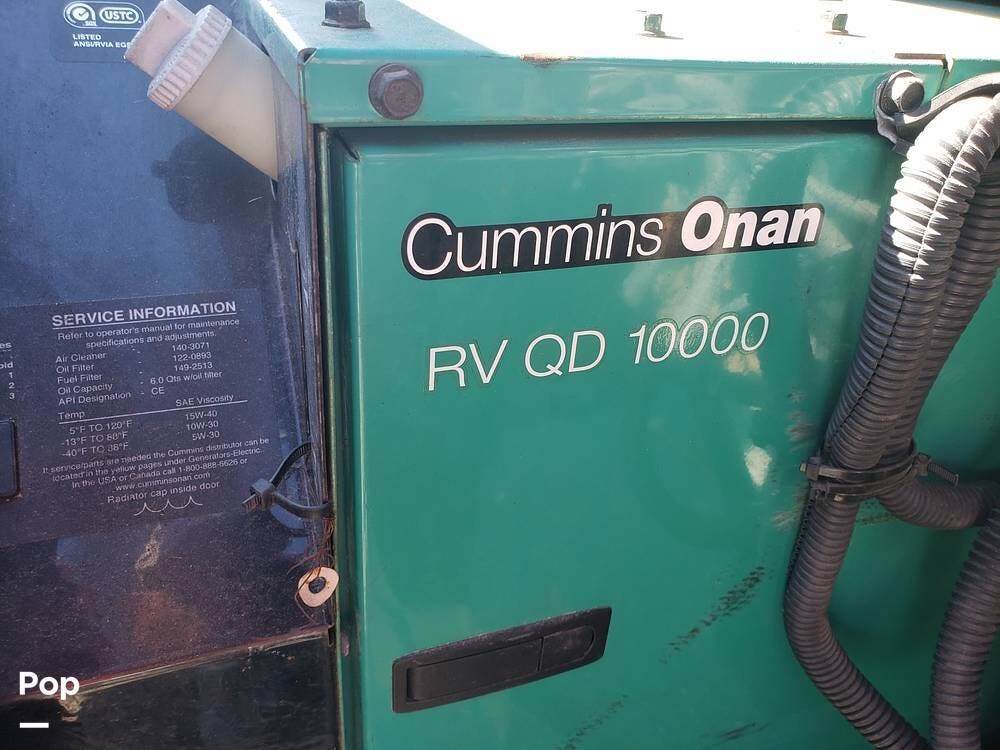 USTC
LISTED
ANSI/RVIA
SERVICE INFORMATION
Refer to operator's manual for maintenance
specifications and adjustments.
Air Cleaner - 140-3071
Oil Filter - 122-0893
Fuel Filter - 149-2513
Oil Capacity - 6.0 Qts w/oil filter
API Designation - CE
Temp SAE Viscosity
5°F TO 120°F 15W-40
-13°F TO 88°F 10W-30
-40°F TO 38°F 5W-30
If service/parts are needed the Cummins distributor can be
located in the yellow pages under Generators-Electric.
In the USA or Canada call 1-800-888-6626 or
www.cumminsonan.com
Radiator cap inside door
1
2
3
Cummins Onan
RV QD 10000
Pop